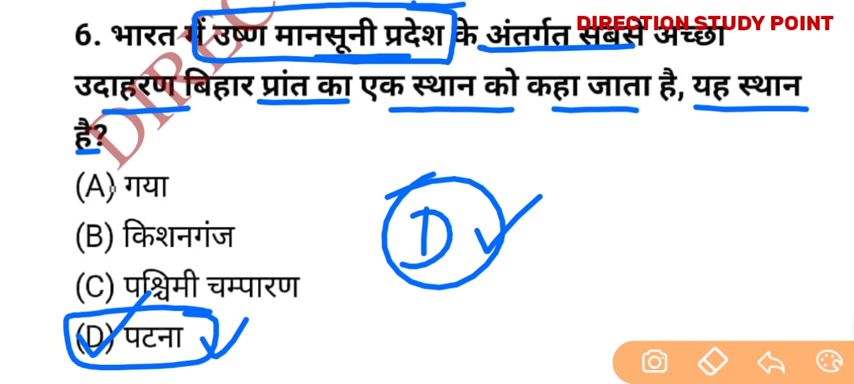 DIRECTION STUDY POINT
6. भारत में उष्ण मानसूनी प्रदेश के अंतर्गत सबसे अच्छा
उदाहरण बिहार प्रांत का एक स्थान को कहा जाता है, यह स्थान
है?
(A) गया
(B) किशनगंज
(C) पश्चिमी चम्पारण
(D) पटना
D
DIREC